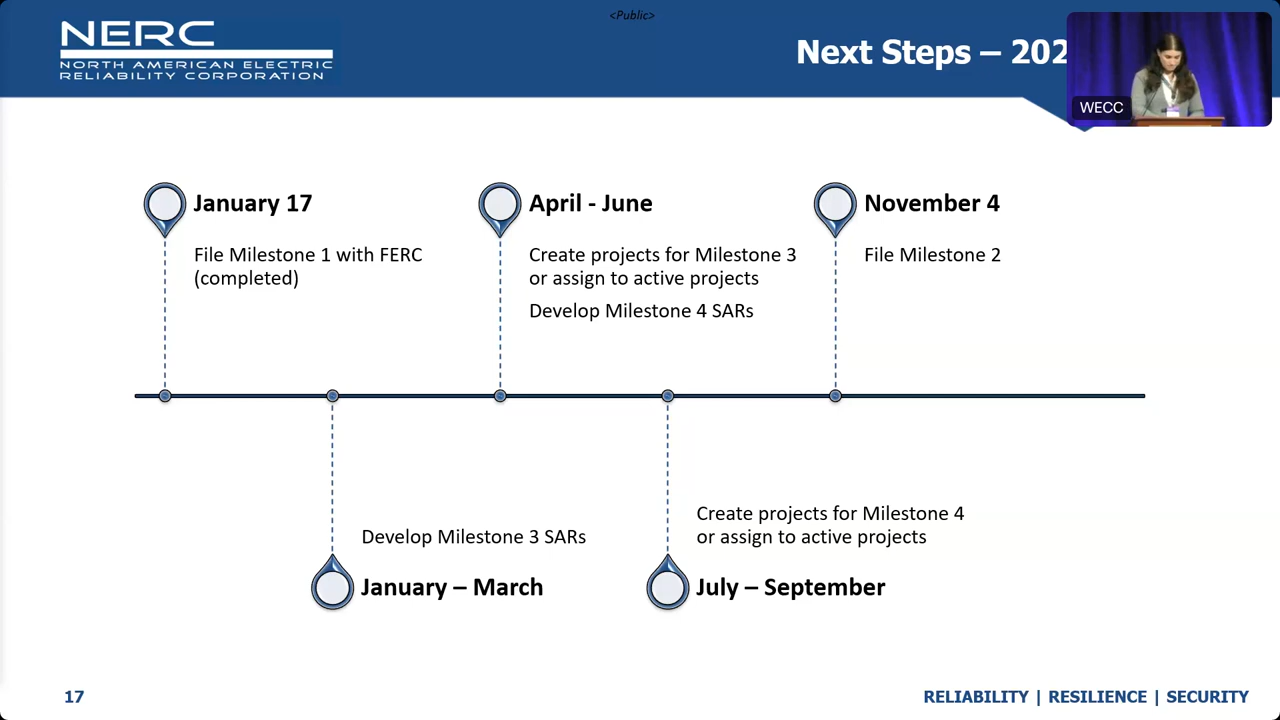 <Public>
NERC
NORTH AMERICAN ELECTRIC
RELIABILITY CORPORATION
Next Steps – 202
WECC
January 17
File Milestone 1 with FERC
(completed)
April - June
Create projects for Milestone 3
or assign to active projects
Develop Milestone 4 SARs
November 4
File Milestone 2
Develop Milestone 3 SARs
January – March
Create projects for Milestone 4
or assign to active projects
July – September
17
RELIABILITY | RESILIENCE | SECURITY